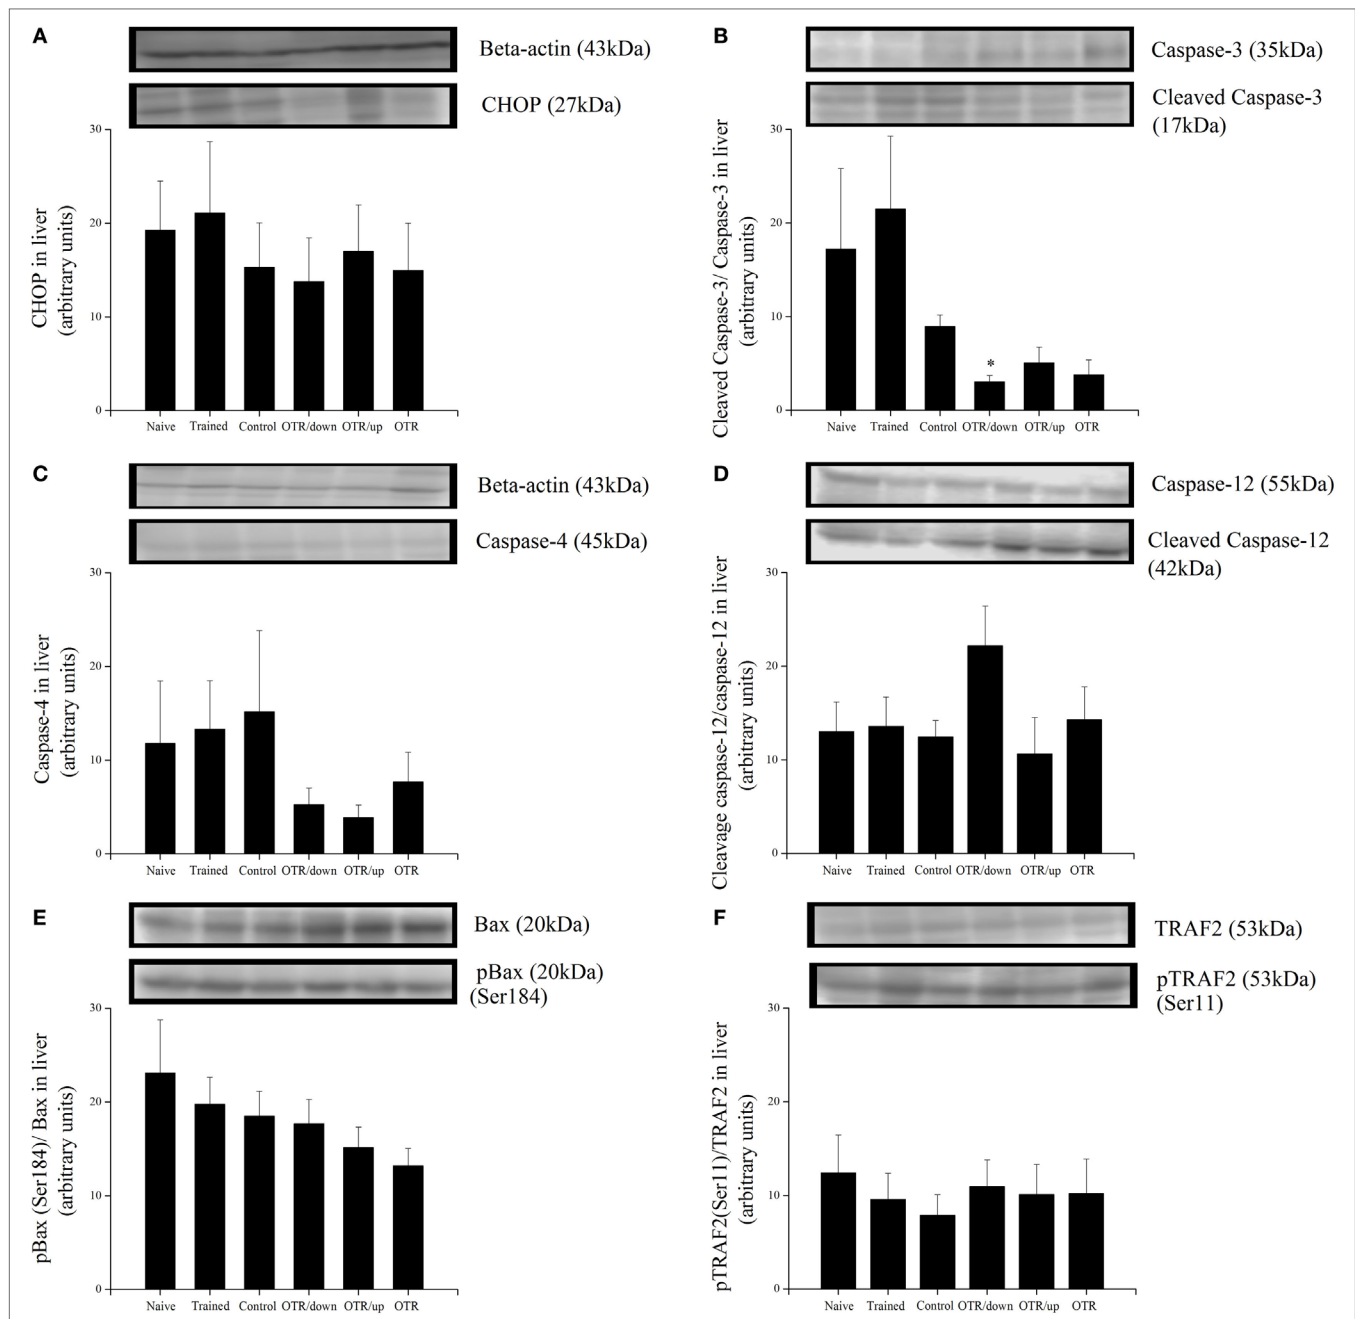 A
Beta-actin (43kDa)
CHOP (27kDa)
CHOP in liver
(arbitrary units)
30
20
10
0
Naive Trained Control OTR/down OTR/up OTR
B
Caspase-3 (35kDa)
Cleaved Caspase-3
(17kDa)
Cleaved Caspase-3/ Caspase-3 in liver
(arbitrary units)
30
20
10
0
*
Naive Trained Control OTR/down OTR/up OTR
C
Beta-actin (43kDa)
Caspase-4 (45kDa)
Caspase-4 in liver
(arbitrary units)
30
20
10
0
Naive Trained Control OTR/down OTR/up OTR
D
Caspase-12 (55kDa)
Cleaved Caspase-12
(42kDa)
Cleavage caspase-12/caspase-12 in liver
(arbitrary units)
30
20
10
0
Naive Trained Control OTR/down OTR/up OTR
E
Bax (20kDa)
pBax (20kDa)
(Ser184)
pBax (Ser184)/ Bax in liver
(arbitrary units)
30
20
10
0
Naive Trained Control OTR/down OTR/up OTR
F
TRAF2 (53kDa)
pTRAF2 (53kDa)
(Ser11)
pTRAF2(Ser11)/TRAF2 in liver
(arbitrary units)
30
20
10
0
Naive Trained Control OTR/down OTR/up OTR